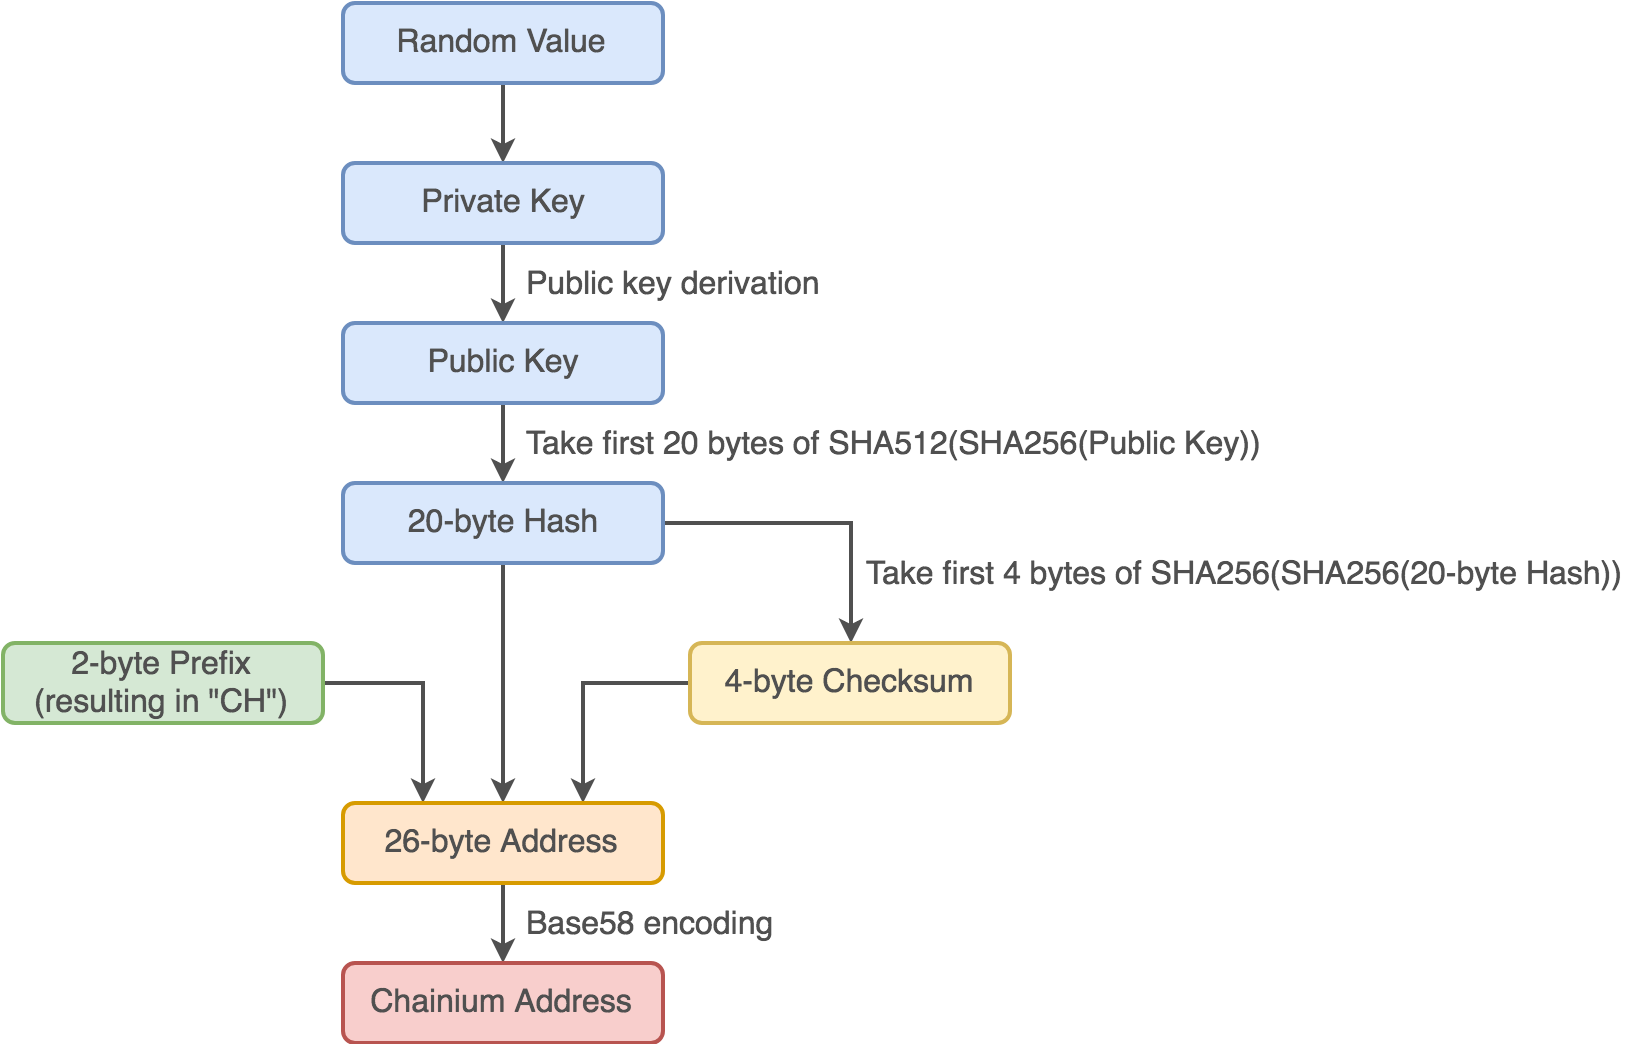 Random Value
Private Key
Public key derivation
Public Key
Take first 20 bytes of SHA512(SHA256(Public Key))
20-byte Hash
Take first 4 bytes of SHA256(SHA256(20-byte Hash))
2-byte Prefix
(resulting in "CH")
4-byte Checksum
26-byte Address
Base58 encoding
Chainium Address